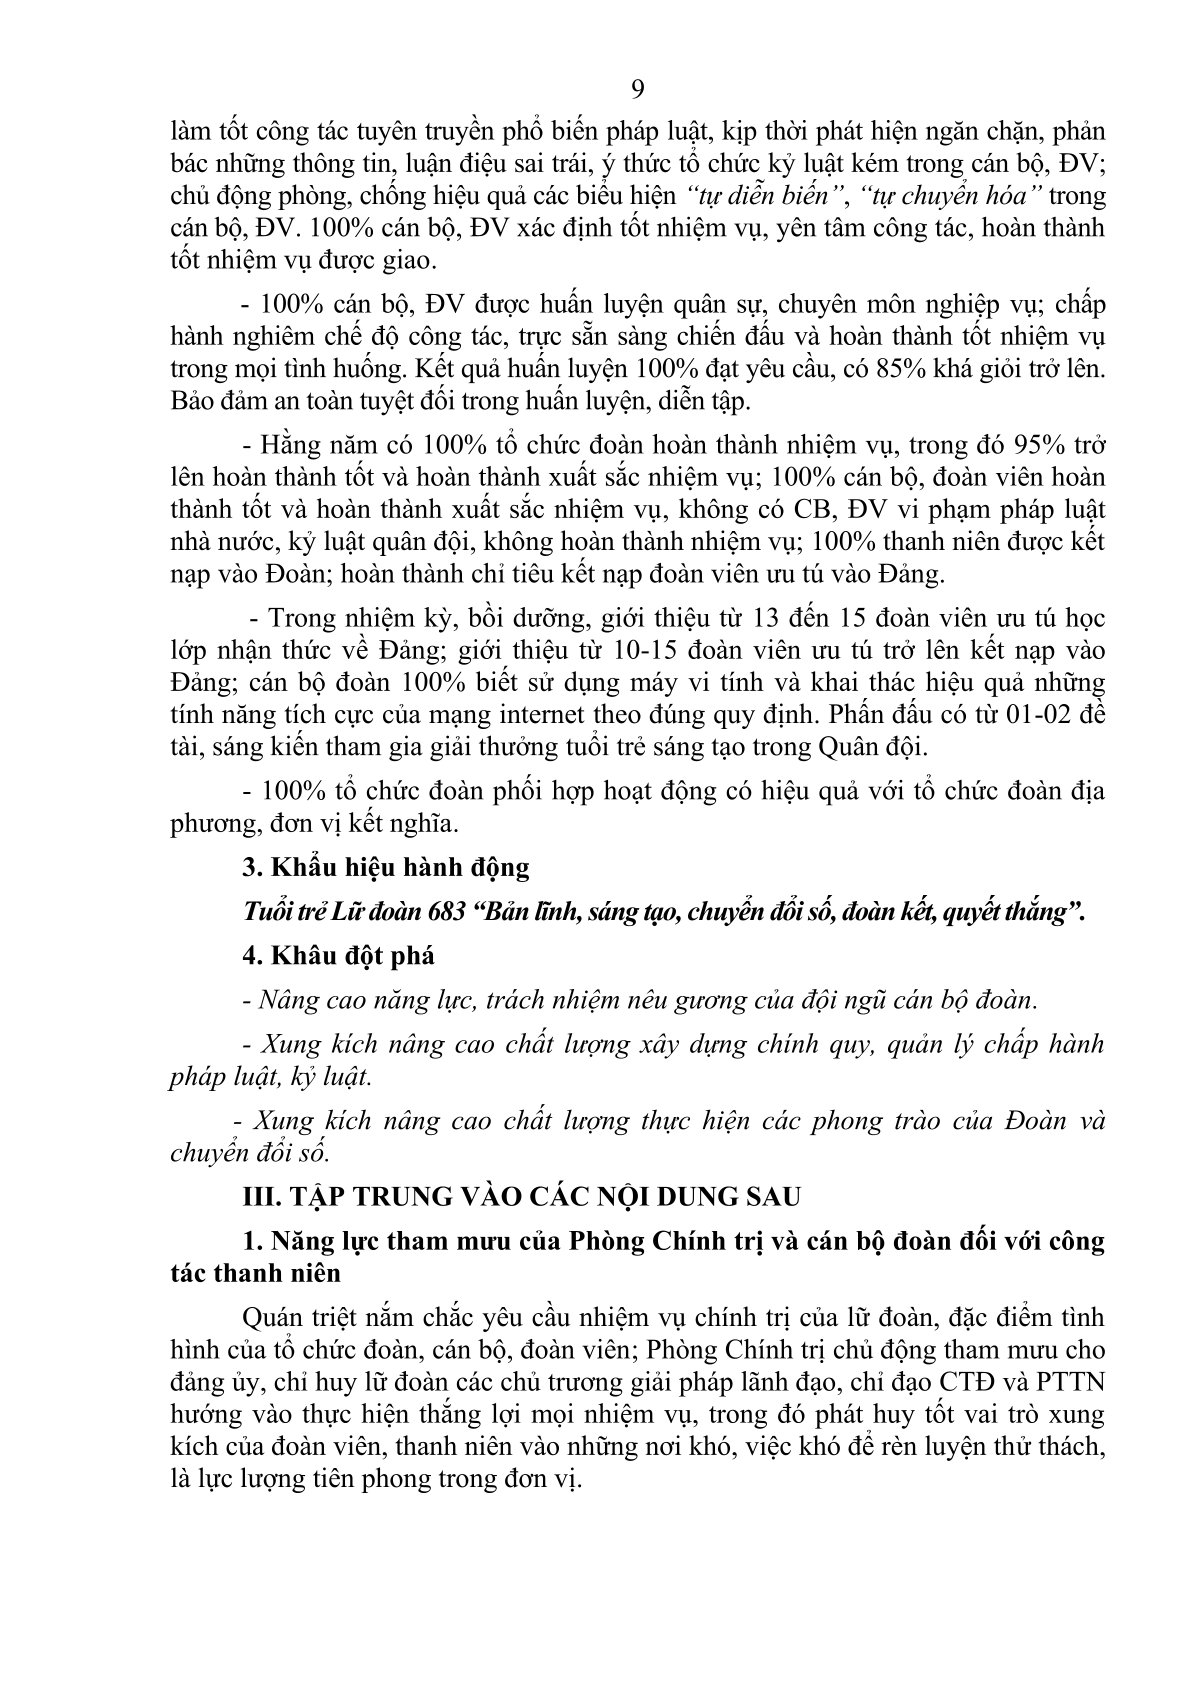 9
làm tốt công tác tuyên truyền phổ biến pháp luật, kịp thời phát hiện ngăn chặn, phản
bác những thông tin, luận điệu sai trái, ý thức tổ chức kỷ luật kém trong cán bộ, ĐV;
chủ động phòng, chống hiệu quả các biểu hiện “tự diễn biến”, “tự chuyển hóa” trong
cán bộ, ĐV. 100% cán bộ, ĐV xác định tốt nhiệm vụ, yên tâm công tác, hoàn thành
tốt nhiệm vụ được giao.
- 100% cán bộ, ĐV được huấn luyện quân sự, chuyên môn nghiệp vụ; chấp
hành nghiêm chế độ công tác, trực sẵn sàng chiến đấu và hoàn thành tốt nhiệm vụ
trong mọi tình huống. Kết quả huấn luyện 100% đạt yêu cầu, có 85% khá giỏi trở lên.
Bảo đảm an toàn tuyệt đối trong huấn luyện, diễn tập.
- Hằng năm có 100% tổ chức đoàn hoàn thành nhiệm vụ, trong đó 95% trở
lên hoàn thành tốt và hoàn thành xuất sắc nhiệm vụ; 100% cán bộ, đoàn viên hoàn
thành tốt và hoàn thành xuất sắc nhiệm vụ, không có CB, ĐV vi phạm pháp luật
nhà nước, kỷ luật quân đội, không hoàn thành nhiệm vụ; 100% thanh niên được kết
nạp vào Đoàn; hoàn thành chỉ tiêu kết nạp đoàn viên ưu tú vào Đảng.
- Trong nhiệm kỳ, bồi dưỡng, giới thiệu từ 13 đến 15 đoàn viên ưu tú học
lớp nhận thức về Đảng; giới thiệu từ 10-15 đoàn viên ưu tú trở lên kết nạp vào
Đảng; cán bộ đoàn 100% biết sử dụng máy vi tính và khai thác hiệu quả những
tính năng tích cực của mạng internet theo đúng quy định. Phấn đấu có từ 01-02 đề
tài, sáng kiến tham gia giải thưởng tuổi trẻ sáng tạo trong Quân đội.
- 100% tổ chức đoàn phối hợp hoạt động có hiệu quả với tổ chức đoàn địa
phương, đơn vị kết nghĩa.
3. Khẩu hiệu hành động
Tuổi trẻ Lữ đoàn 683 “Bản lĩnh, sáng tạo, chuyển đổi số, đoàn kết, quyết thắng”.
4. Khâu đột phá
- Nâng cao năng lực, trách nhiệm nêu gương của đội ngũ cán bộ đoàn.
- Xung kích nâng cao chất lượng xây dựng chính quy, quản lý chấp hành
pháp luật, kỷ luật.
- Xung kích nâng cao chất lượng thực hiện các phong trào của Đoàn và
chuyển đổi số.
III. TẬP TRUNG VÀO CÁC NỘI DUNG SAU
1. Năng lực tham mưu của Phòng Chính trị và cán bộ đoàn đối với công
tác thanh niên
Quán triệt nắm chắc yêu cầu nhiệm vụ chính trị của lữ đoàn, đặc điểm tình
hình của tổ chức đoàn, cán bộ, đoàn viên; Phòng Chính trị chủ động tham mưu cho
đảng ủy, chỉ huy lữ đoàn các chủ trương giải pháp lãnh đạo, chỉ đạo CTĐ và PTTN
hướng vào thực hiện thắng lợi mọi nhiệm vụ, trong đó phát huy tốt vai trò xung
kích của đoàn viên, thanh niên vào những nơi khó, việc khó để rèn luyện thử thách,
là lực lượng tiên phong trong đơn vị.